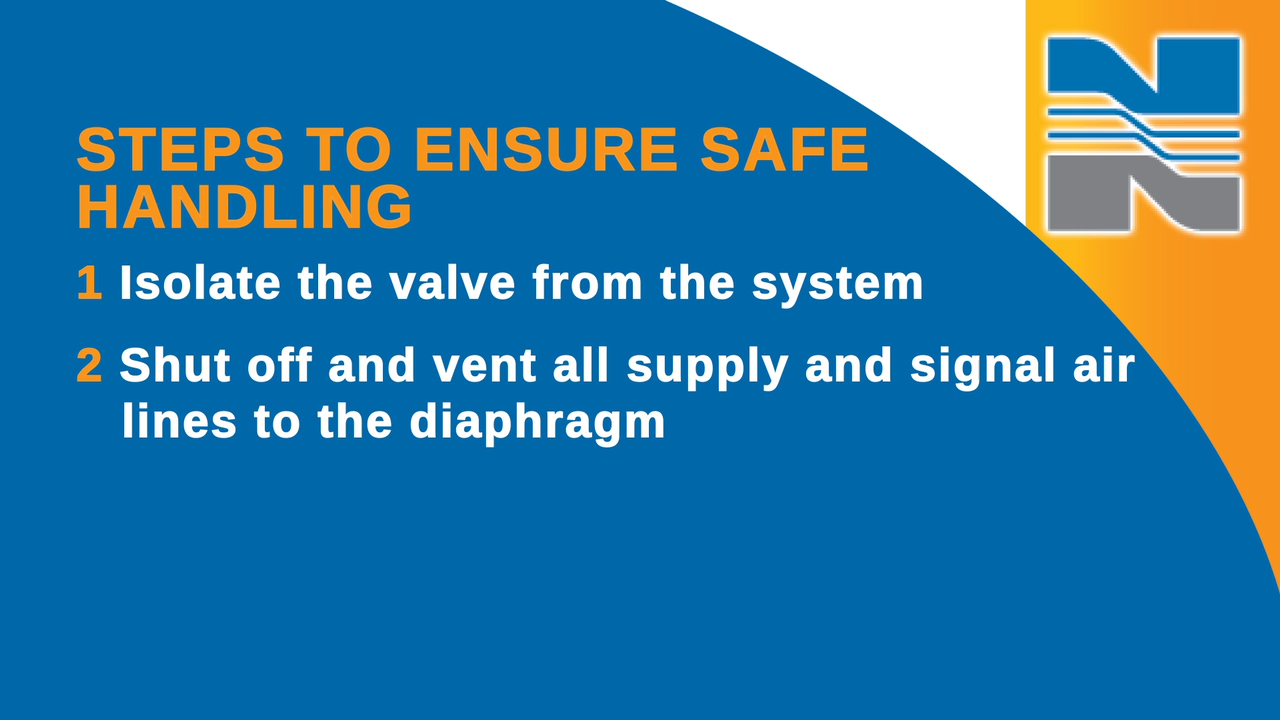 STEPS TO ENSURE SAFE
HANDLING
1 Isolate the valve from the system
2 Shut off and vent all supply and signal air
lines to the diaphragm